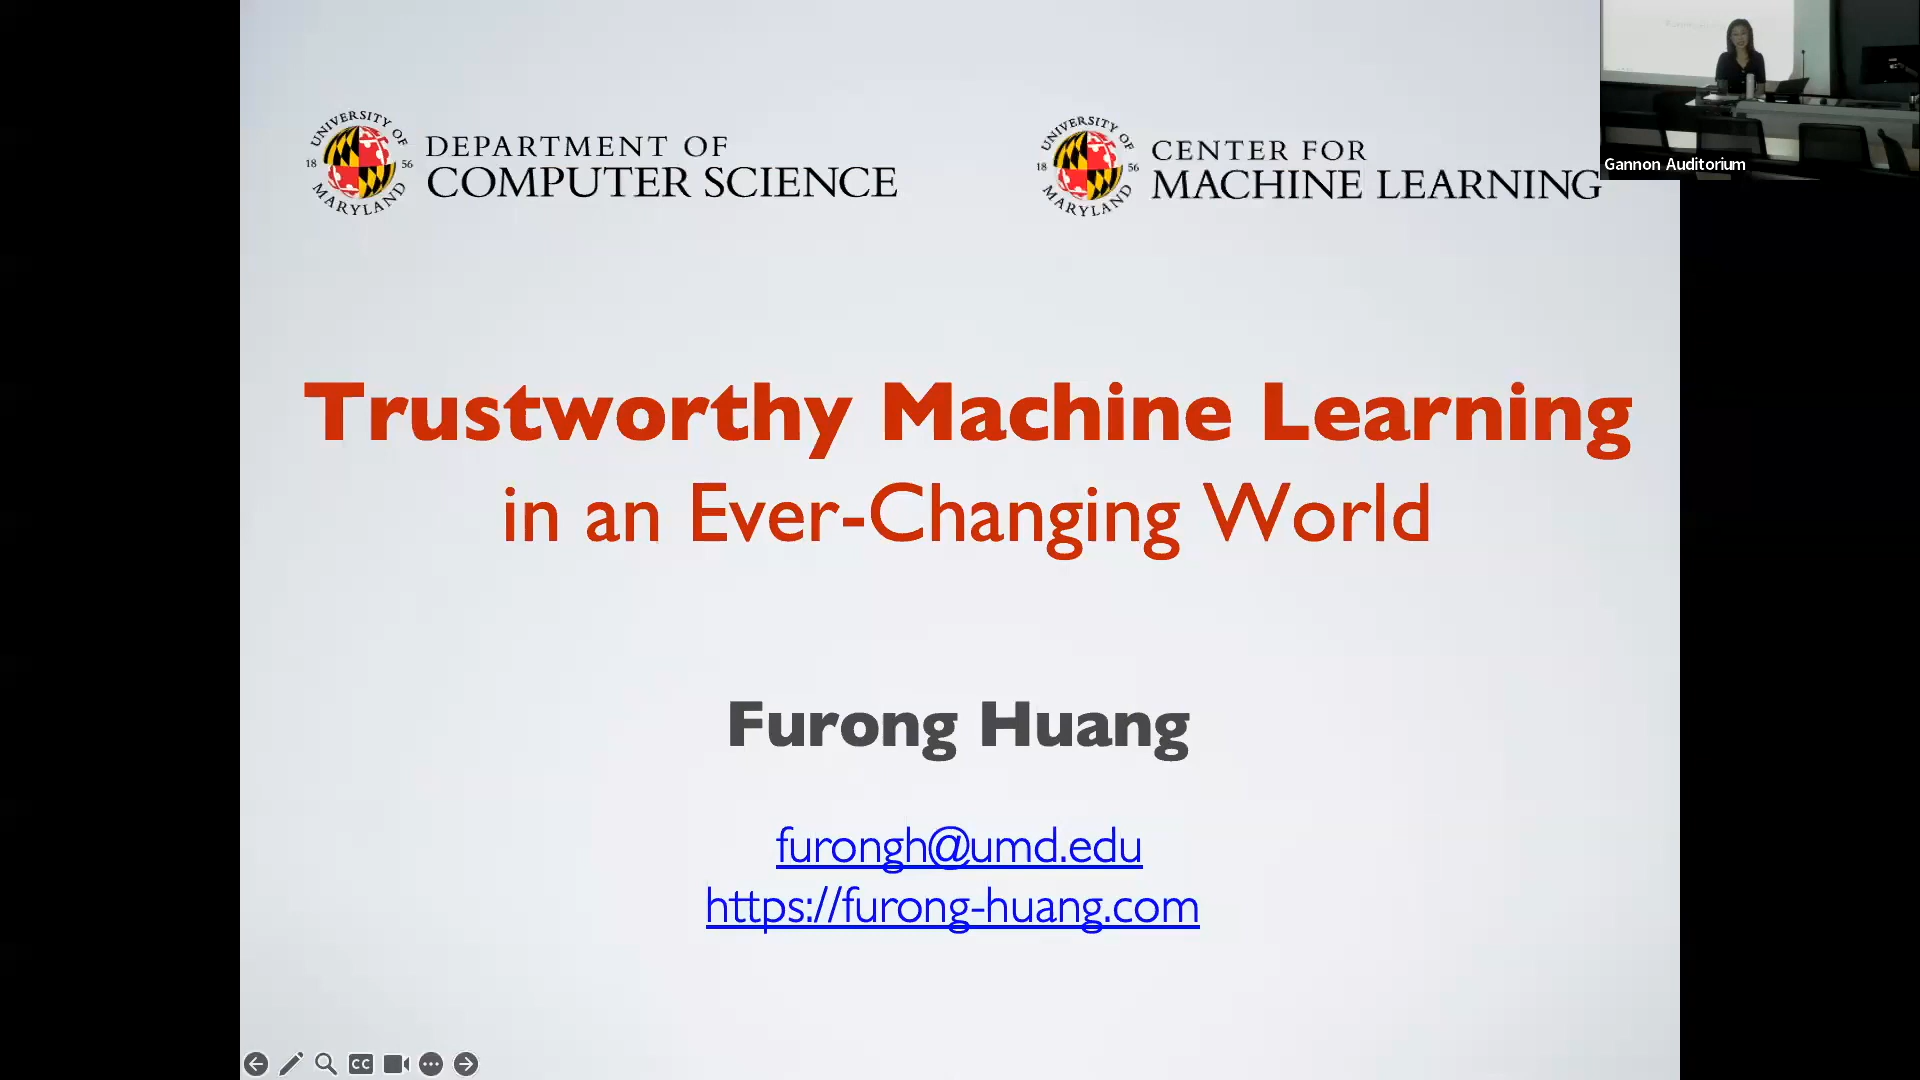 UNIVERSITY OF
18 56
MARYLAND
DEPARTMENT OF
COMPUTER SCIENCE
UNIVERSITY OF
18 56
MARYLAND
CENTER FOR
MACHINE LEARNING
Gannon Auditorium
Trustworthy Machine Learning
in an Ever-Changing World
Furong Huang
furongh@umd.edu
https://furong-huang.com
CC